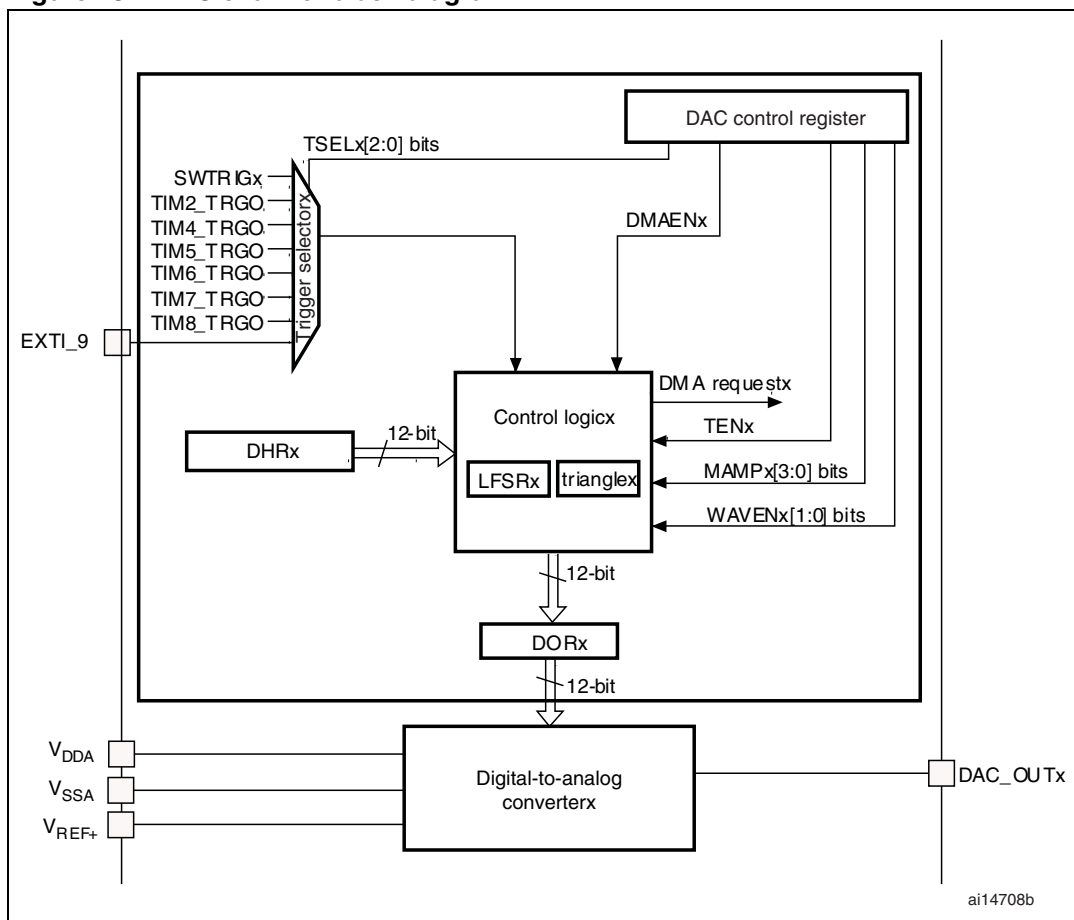 DAC control register
TSELx[2:0] bits
SWTRIGx
TIM2_TRGO
TIM4_TRGO
TIM5_TRGO
TIM6_TRGO
TIM7_TRGO
TIM8_TRGO
Trigger selectorx
DMAENx
EXTI_9
DMA requestx
Control logicx
TENx
12-bit
DHRx
LFSRx
trianglex
MAMPx[3:0] bits
WAVENx[1:0] bits
12-bit
DORx
12-bit
VDDA
VSSA
VREF+
Digital-to-analog
converterx
DAC_OUTx
ai14708b